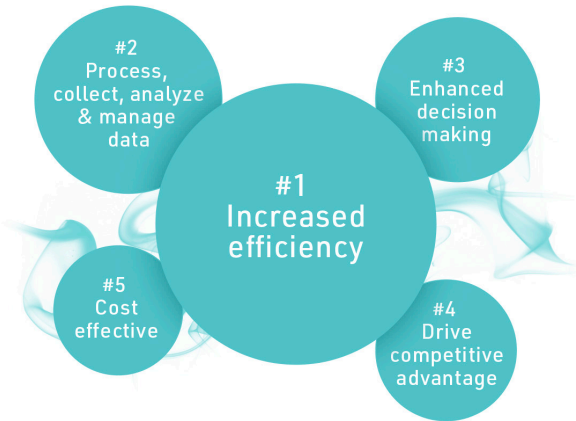 #1
Increased
efficiency
#2
Process,
collect, analyze
& manage
data
#3
Enhanced
decision
making
#4
Drive
competitive
advantage
#5
Cost
effective